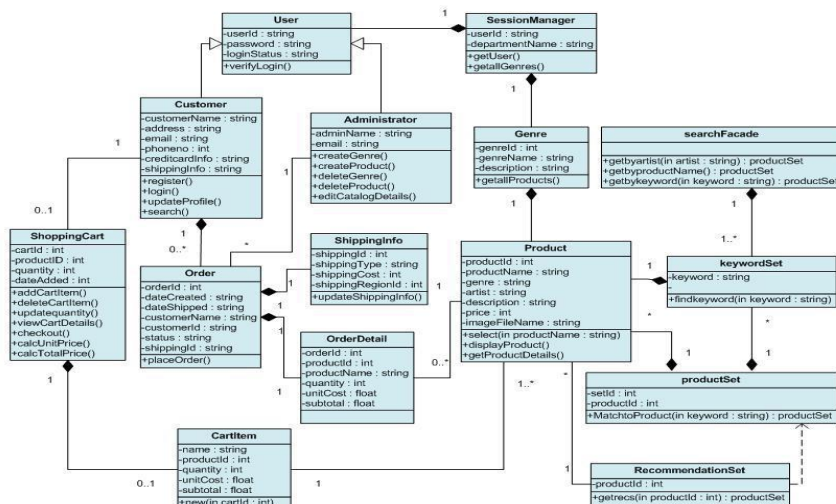 User
-userId : string
-password : string
-loginStatus : string
+verifyLogin()
1
SessionManager
-userId : string
-departmentName : string
+getUser()
+getallGenres()
1
Customer
-customerName : string
-address : string
-email : string
-phoneno : int
-creditcardInfo : string
-shippingInfo : string
+register()
+login()
+updateProfile()
+search()
1
1
0..*
0..1
Administrator
-adminName : string
-email : string
+createGenre()
+createProduct()
+deleteGenre()
+deleteProduct()
+editCatalogDetails()
1
*
Genre
-genreId : int
-genreName : string
-description : string
+getallProducts()
1
1
searchFacade
+getbyartist(in artist : string) : productSet
+getbyproductName() : productSet
+getbykeyword(in keyword : string) : productSet
1
1..*
ShoppingCart
-cartId : int
-productID : int
-quantity : int
-dateAdded : int
+addCartItem()
+deleteCartItem()
+updatequantity()
+viewCartDetails()
+checkout()
+calcUnitPrice()
+calcTotalPrice()
1
Order
-orderId : int
-dateCreated : string
-dateShipped : string
-customerName : string
-customerId : string
-status : string
-shippingId : string
+placeOrder()
1
1
1
1
ShippingInfo
-shippingId : int
-shippingType : string
-shippingCost : int
-shippingRegionId : int
+updateShippingInfo()
OrderDetail
-orderId : int
-productId : int
-productName : string
-quantity : int
-unitCost : float
-subtotal : float
1
0..*
Product
-productId : int
-productName : string
-genre : string
-artist : string
-description : string
-price : int
-imageFileName : string
+select(in productName : string)
+displayProduct()
+getProductDetails()
1..*
*
1
*
keywordSet
-keyword : string
-
+findkeyword(in keyword : string)
*
1
1
productSet
-setId : int
-productId : int
+MatchtoProduct(in keyword : string) : productSet
CartItem
-name : string
-productId : int
-quantity : int
-unitCost : float
-subtotal : float
+new(in cartId : int)
0..1
1
1
RecommendationSet
-productId : int
+getrecs(in productId : int) : productSet